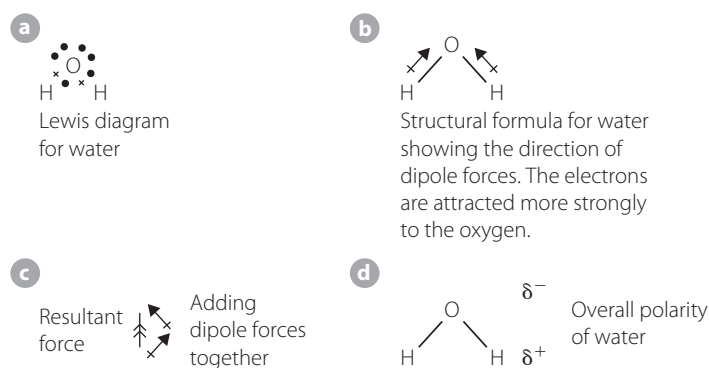 a
O
H H
Lewis diagram
for water
b
O
H H
Structural formula for water
showing the direction of
dipole forces. The electrons
are attracted more strongly
to the oxygen.
c
Resultant
force
Adding
dipole forces
together
d
O
H H
δ−
δ+
Overall polarity
of water